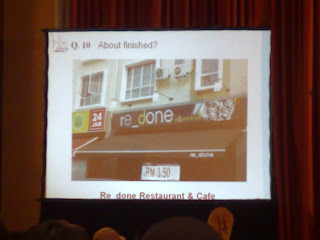 Q. 10 About finished?
24
JAM
re_done
re_done
RM 3.50
Re_done Restaurant & Cafe